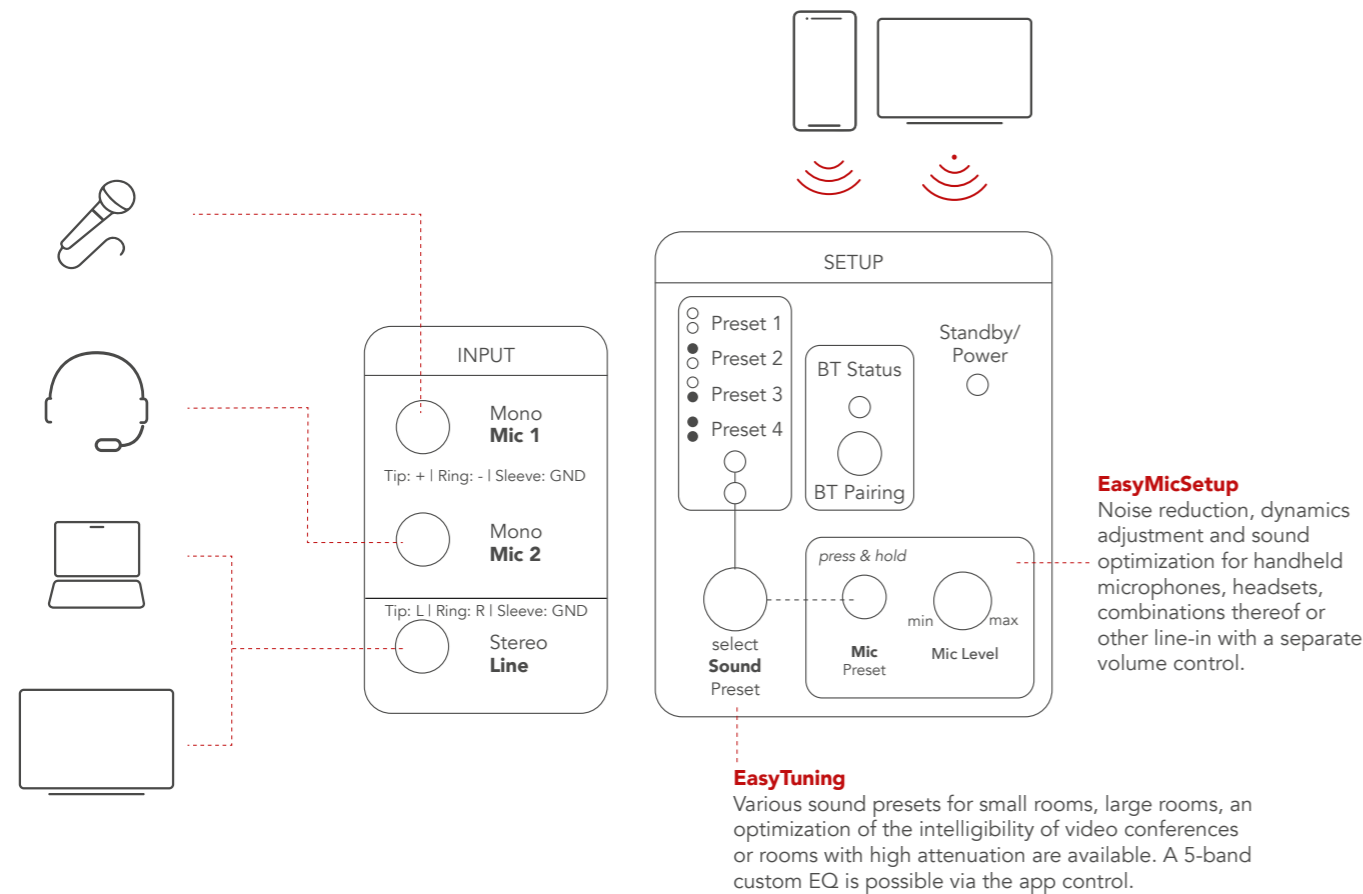 INPUT
Mono
Mic 1
Tip: + | Ring: - | Sleeve: GND
Mono
Mic 2
Tip: L | Ring: R | Sleeve: GND
Stereo
Line
SETUP
Preset 1
Preset 2
Preset 3
Preset 4
BT Status
BT Pairing
Standby/
Power
select
Sound
Preset
press & hold
Mic
Preset
min
max
Mic Level
EasyMicSetup
Noise reduction, dynamics
adjustment and sound
optimization for handheld
microphones, headsets,
combinations thereof or
other line-in with a separate
volume control.
EasyTuning
Various sound presets for small rooms, large rooms, an
optimization of the intelligibility of video conferences
or rooms with high attenuation are available. A 5-band
custom EQ is possible via the app control.